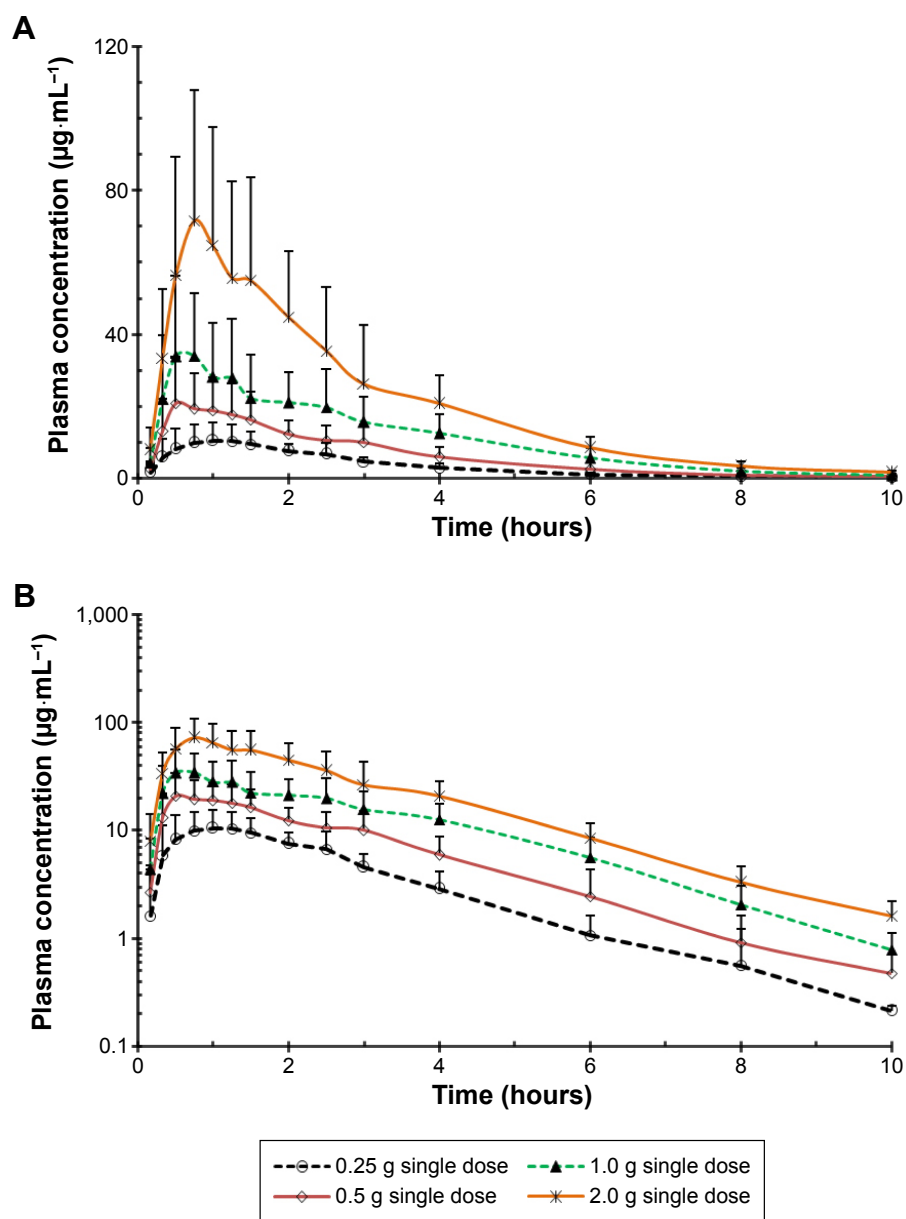 A
Plasma concentration (µg·mL⁻¹)
120
80
40
0
0 2 4 6 8 10
Time (hours)
B
Plasma concentration (µg·mL⁻¹)
1,000
100
10
1
0.1
0 2 4 6 8 10
Time (hours)
0.25 g single dose 1.0 g single dose
0.5 g single dose 2.0 g single dose